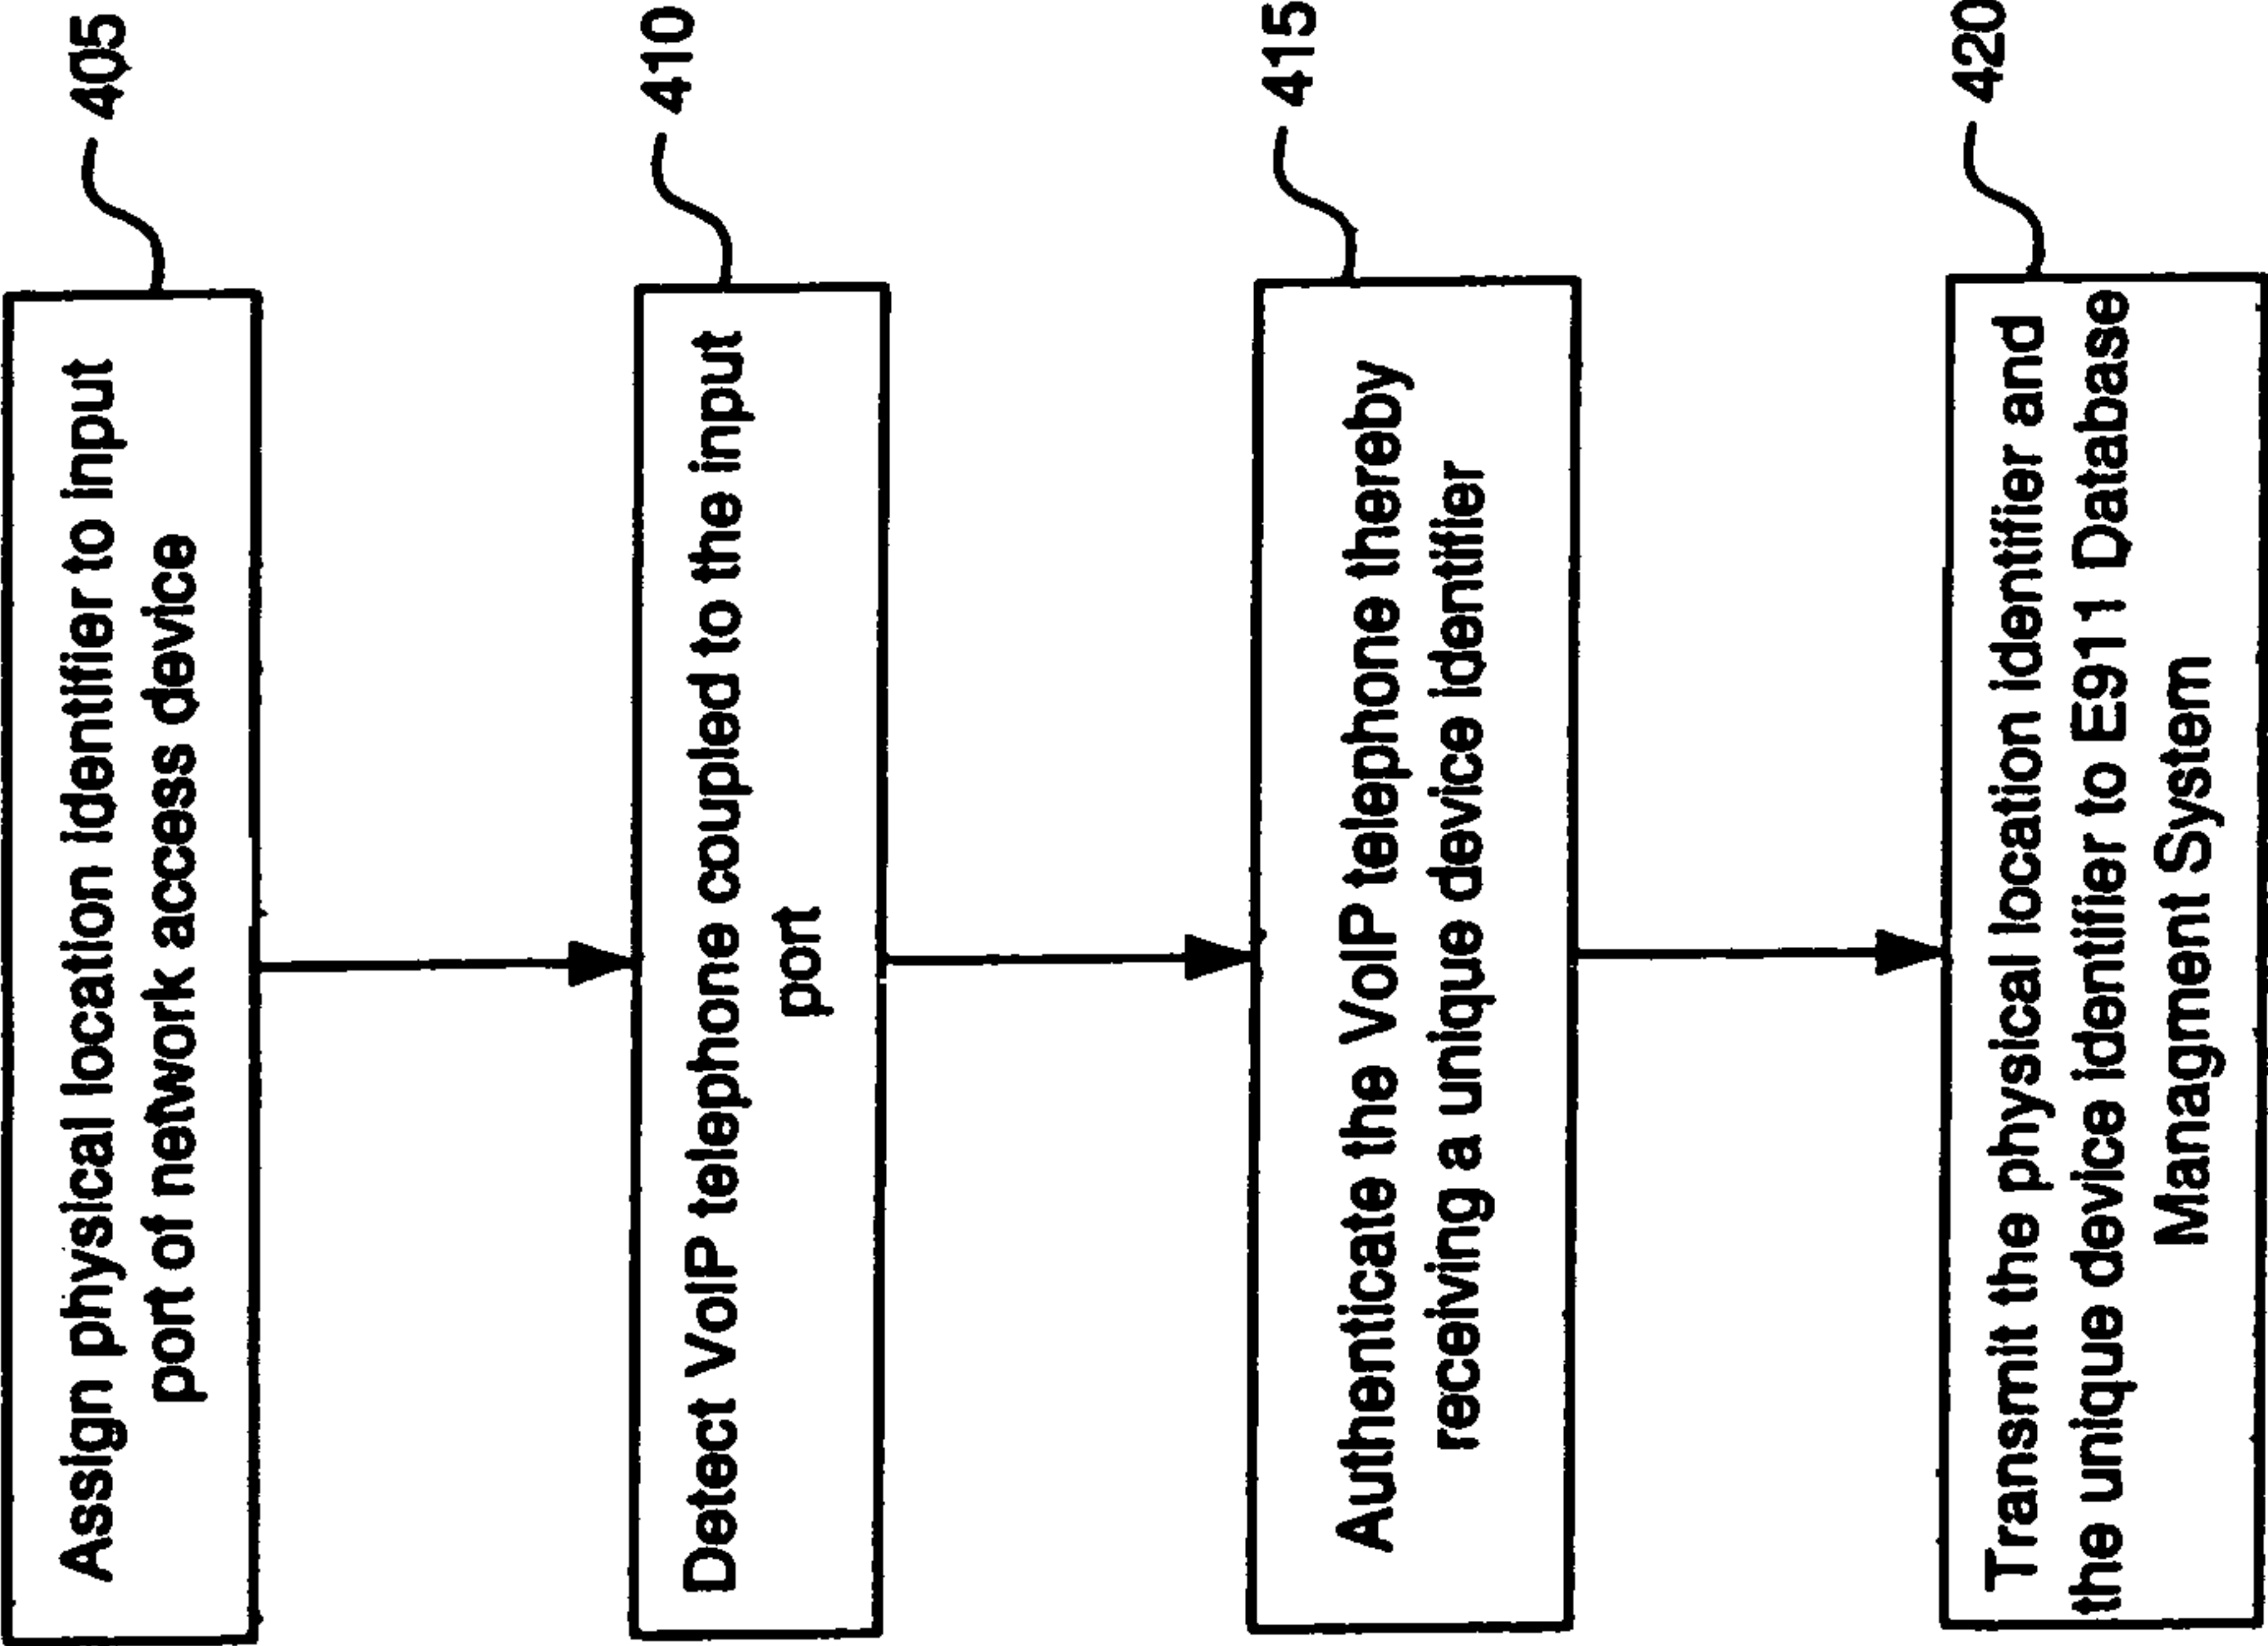 Assign physical location identifier to input
port of network access device
405
Detect VoIP telephone coupled to the input
port
410
Authenticate the VoIP telephone thereby
receiving a unique device identifier
415
Transmit the physical location identifier and
the unique device identifier to E911 Database
Managment System
420